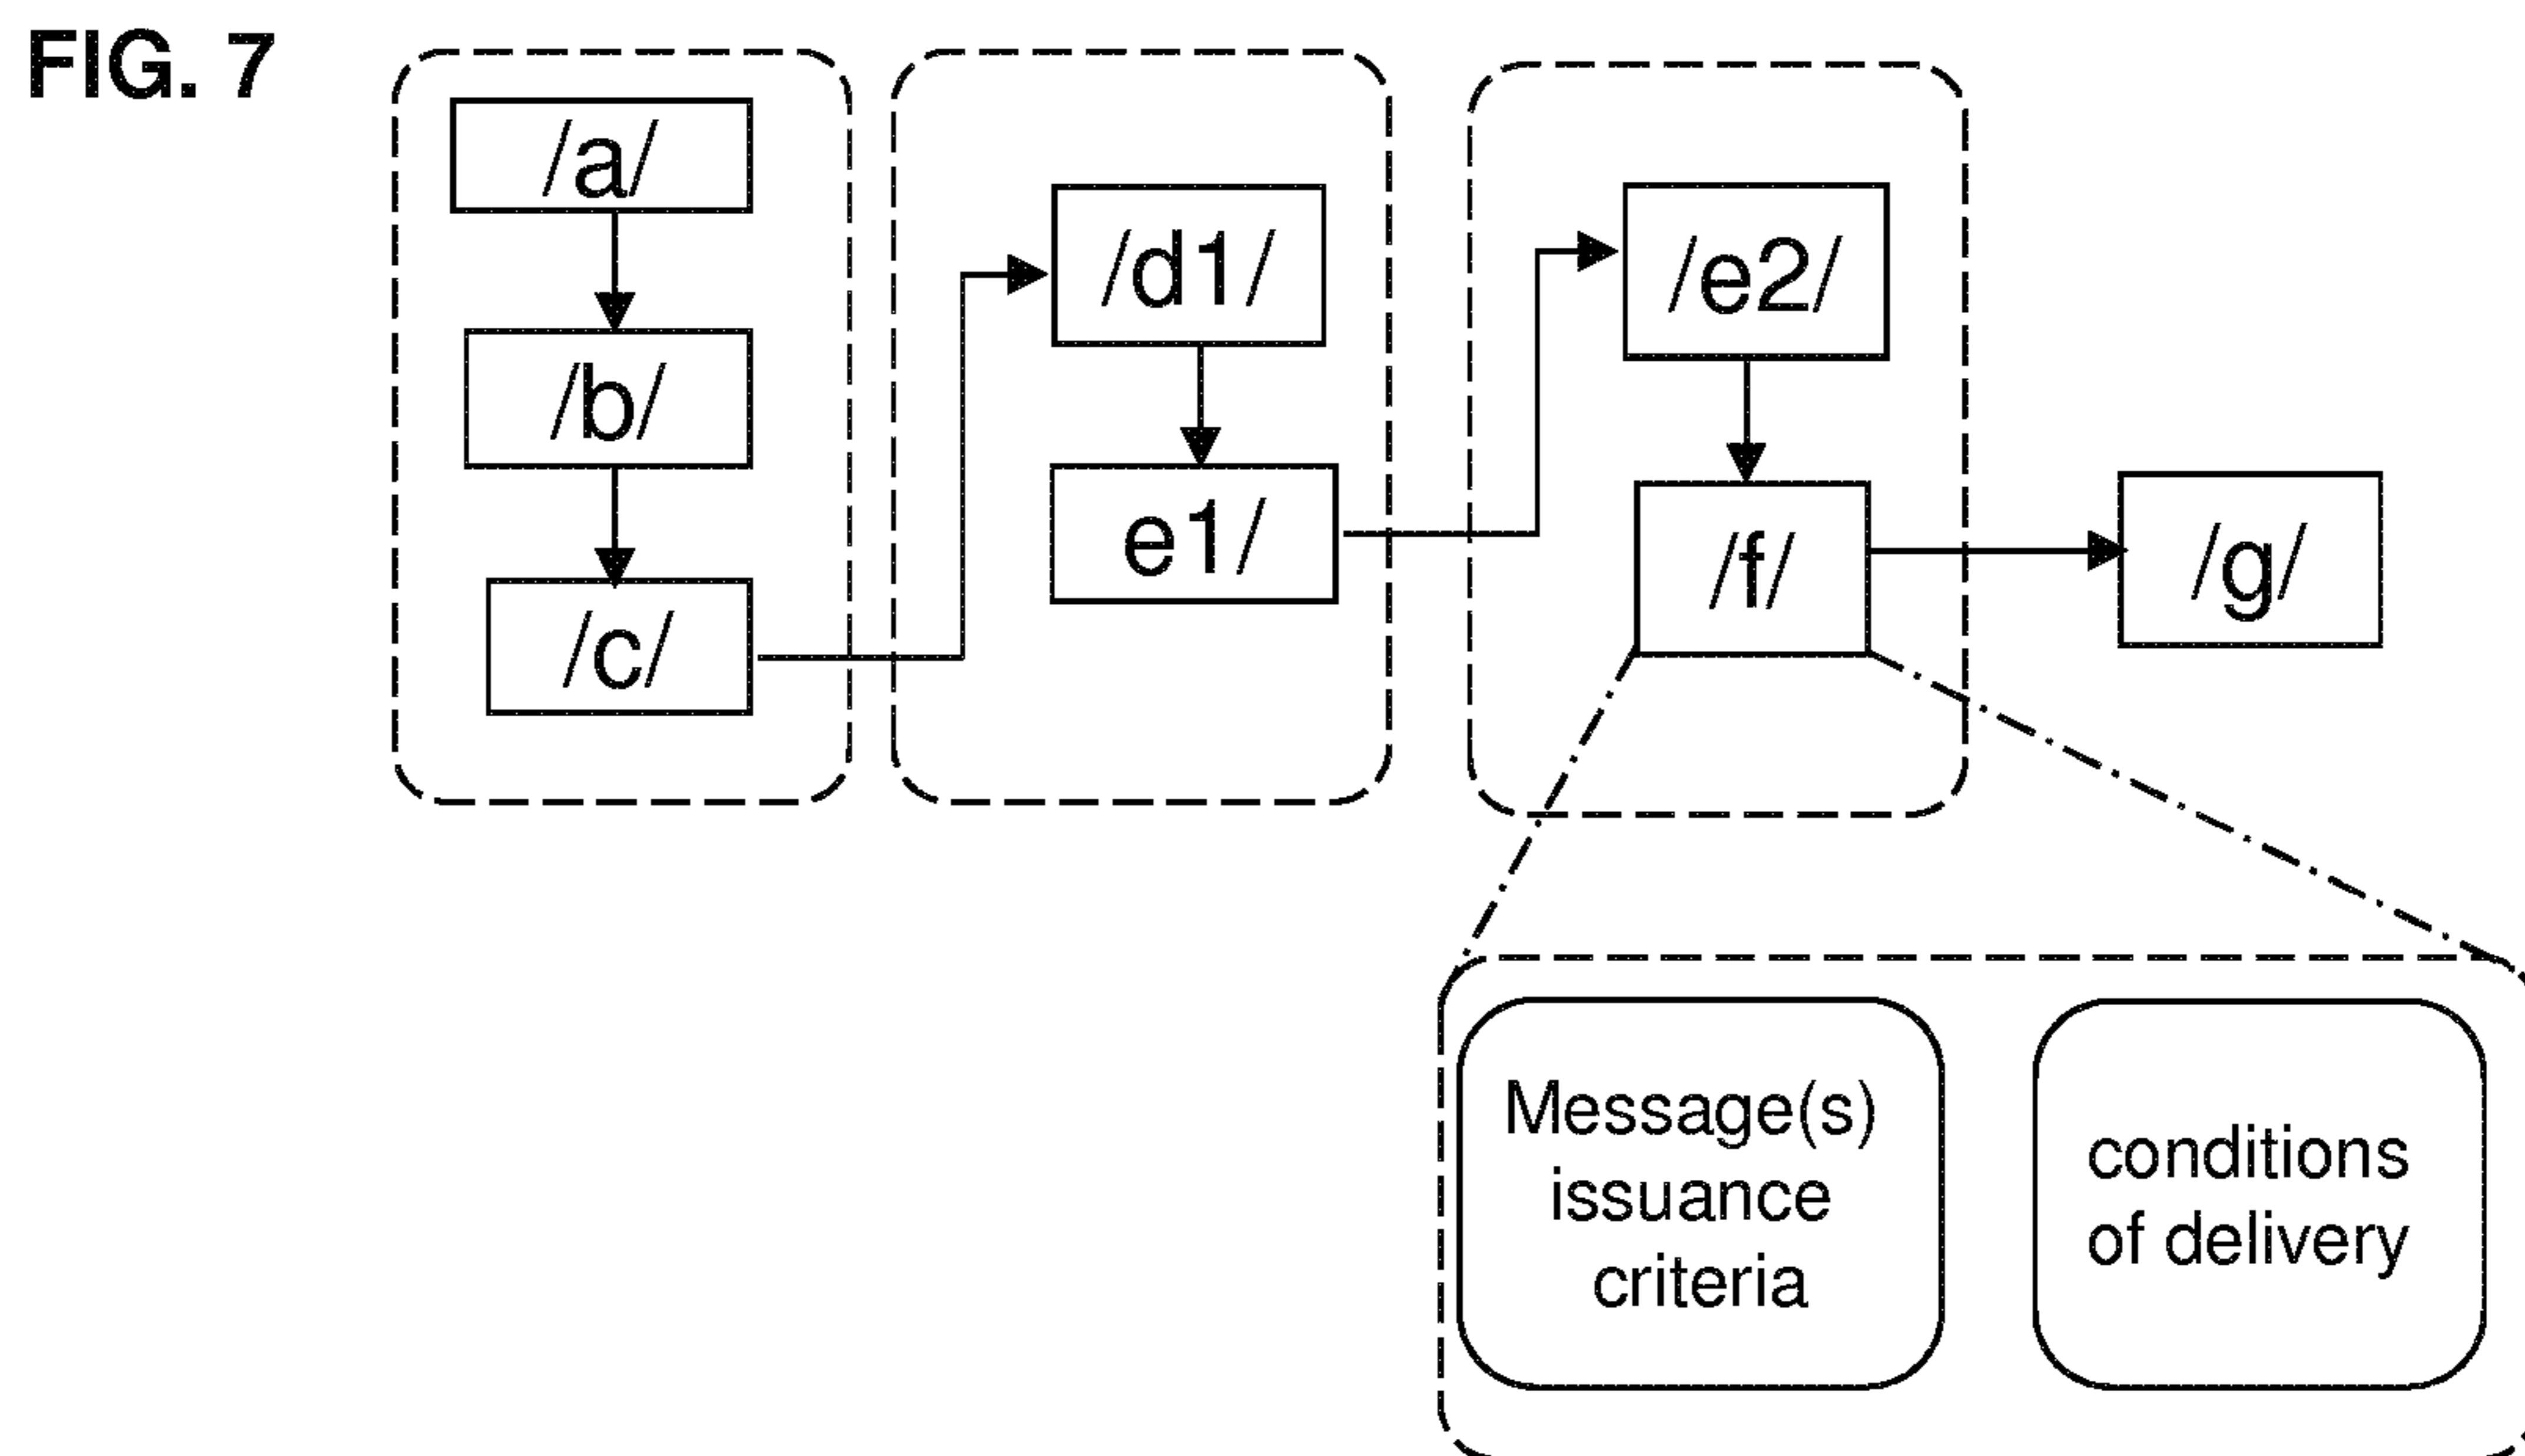 FIG. 7
/a/
/b/
/c/
/d1/
e1/
/e2/
/f/
/g/
Message(s)
issuance
criteria
conditions
of delivery